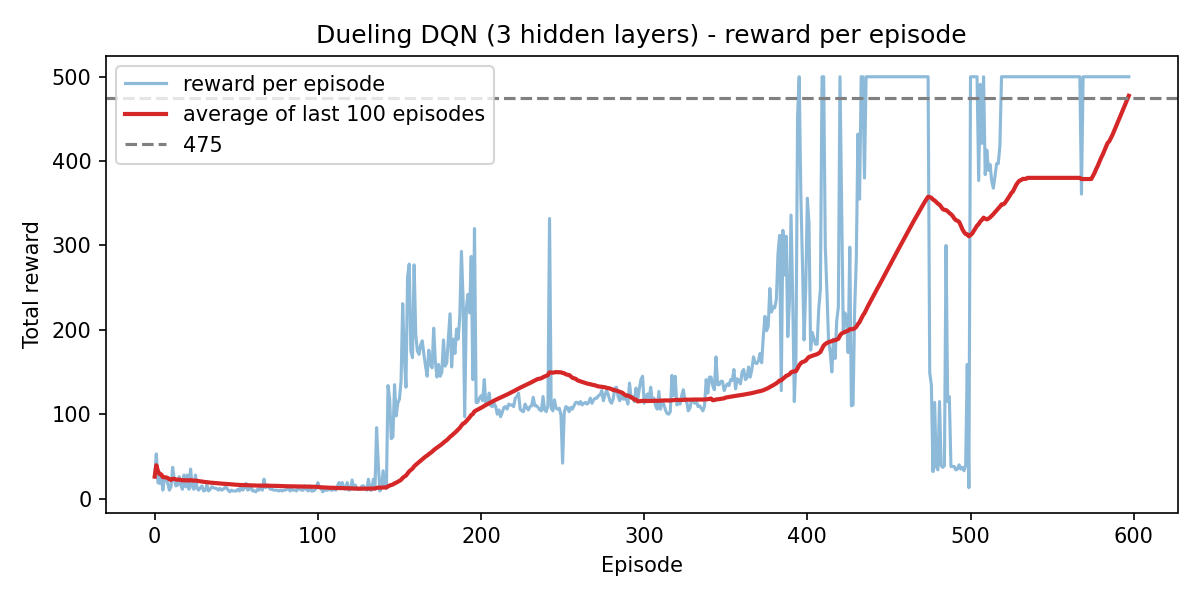 Dueling DQN (3 hidden layers) - reward per episode
reward per episode
average of last 100 episodes
475
500
400
300
200
100
0
Total reward
0 100 200 300 400 500 600
Episode